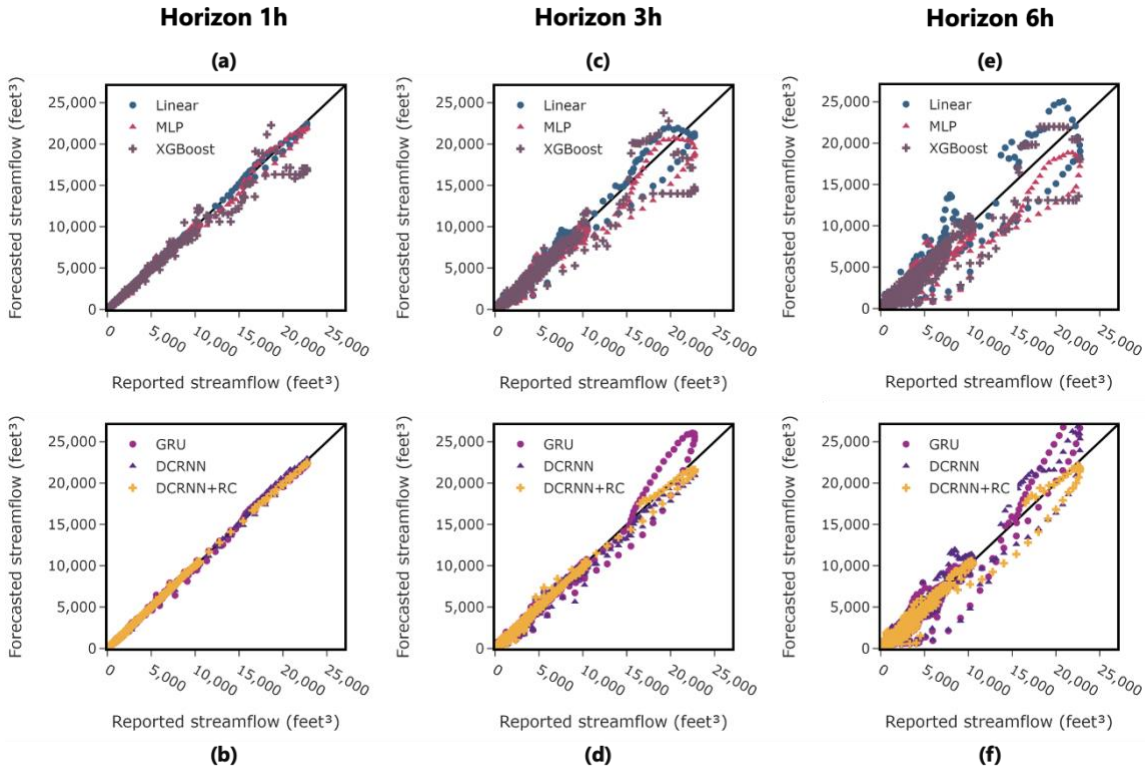 Horizon 1h
Horizon 3h
Horizon 6h
(a)
(c)
(e)
Forecasted streamflow (feet³)
25,000
20,000
15,000
10,000
5,000
0
Linear
MLP
XGBoost
0
5,000
10,000
15,000
20,000
25,000
Reported streamflow (feet³)
Forecasted streamflow (feet³)
25,000
20,000
15,000
10,000
5,000
0
Linear
MLP
XGBoost
0
5,000
10,000
15,000
20,000
25,000
Reported streamflow (feet³)
Forecasted streamflow (feet³)
25,000
20,000
15,000
10,000
5,000
0
Linear
MLP
XGBoost
0
5,000
10,000
15,000
20,000
25,000
Reported streamflow (feet³)
Forecasted streamflow (feet³)
25,000
20,000
15,000
10,000
5,000
0
GRU
DCRNN
DCRNN+RC
0
5,000
10,000
15,000
20,000
25,000
Reported streamflow (feet³)
Forecasted streamflow (feet³)
25,000
20,000
15,000
10,000
5,000
0
GRU
DCRNN
DCRNN+RC
0
5,000
10,000
15,000
20,000
25,000
Reported streamflow (feet³)
Forecasted streamflow (feet³)
25,000
20,000
15,000
10,000
5,000
0
GRU
DCRNN
DCRNN+RC
0
5,000
10,000
15,000
20,000
25,000
Reported streamflow (feet³)
(b)
(d)
(f)